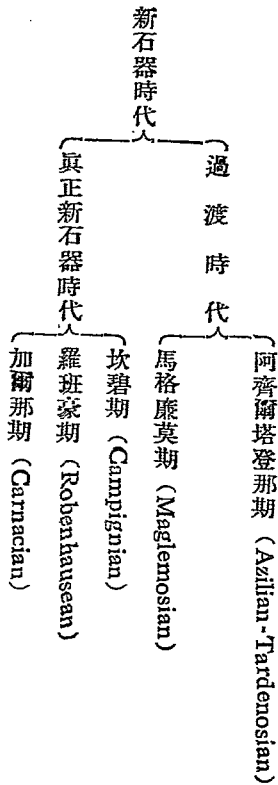 新石器時代
過渡時代
阿齊爾塔登那期（Azilian-Tardenosian）
馬格廉莫期（Maglemosian）
眞正新石器時代
坎碧期（Campignian）
羅班豪期（Robenhausean）
加爾那期（Carnacian）